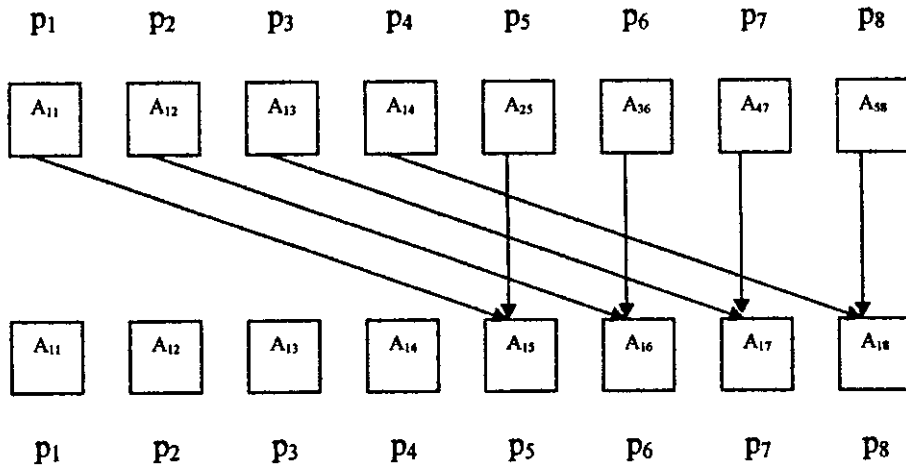 p₁ p₂ p₃ p₄ p₅ p₆ p₇ p₈
A₁₁ A₁₂ A₁₃ A₁₄ A₂₅ A₃₆ A₄₇ A₅₈
A₁₁ A₁₂ A₁₃ A₁₄ A₁₅ A₁₆ A₁₇ A₁₈
p₁ p₂ p₃ p₄ p₅ p₆ p₇ p₈